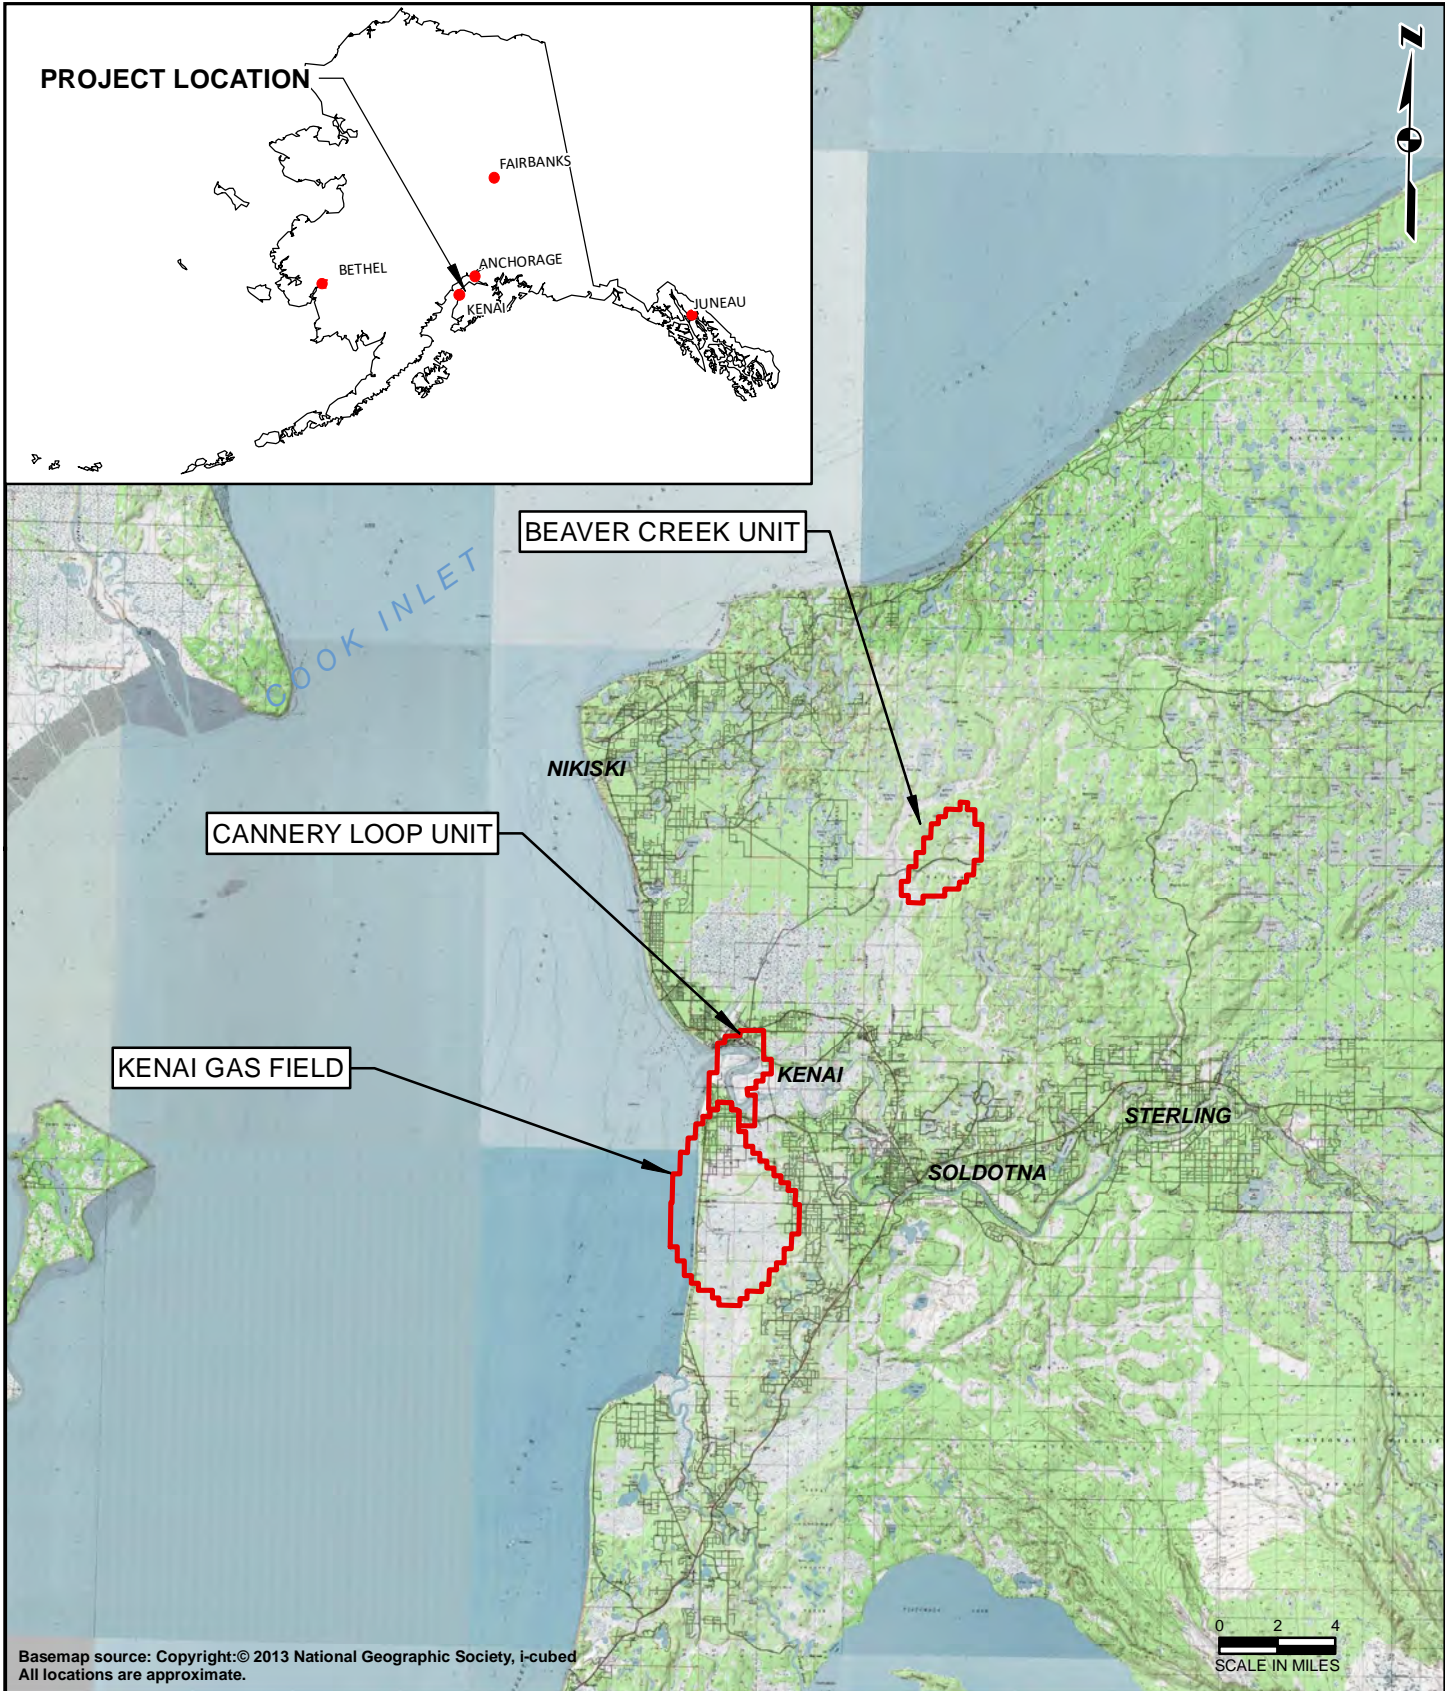 PROJECT LOCATION
FAIRBANKS
BETHEL
ANCHORAGE
KENAI
JUNEAU
N
BEAVER CREEK UNIT
COOK INLET
NIKISKI
CANNERY LOOP UNIT
KENAI GAS FIELD
KENAI
STERLING
SOLDOTNA
0 2 4
SCALE IN MILES
Basemap source: Copyright:© 2013 National Geographic Society, i-cubed
All locations are approximate.